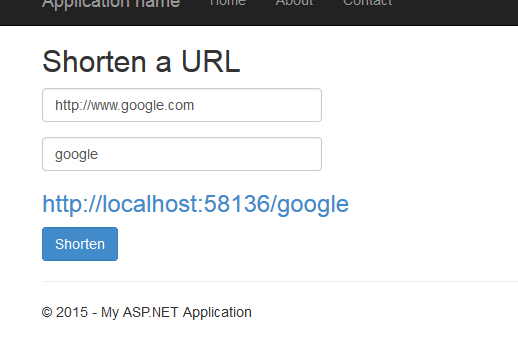 Application name Home About Contact
Shorten a URL
http://www.google.com
google
http://localhost:58136/google
Shorten
© 2015 - My ASP.NET Application